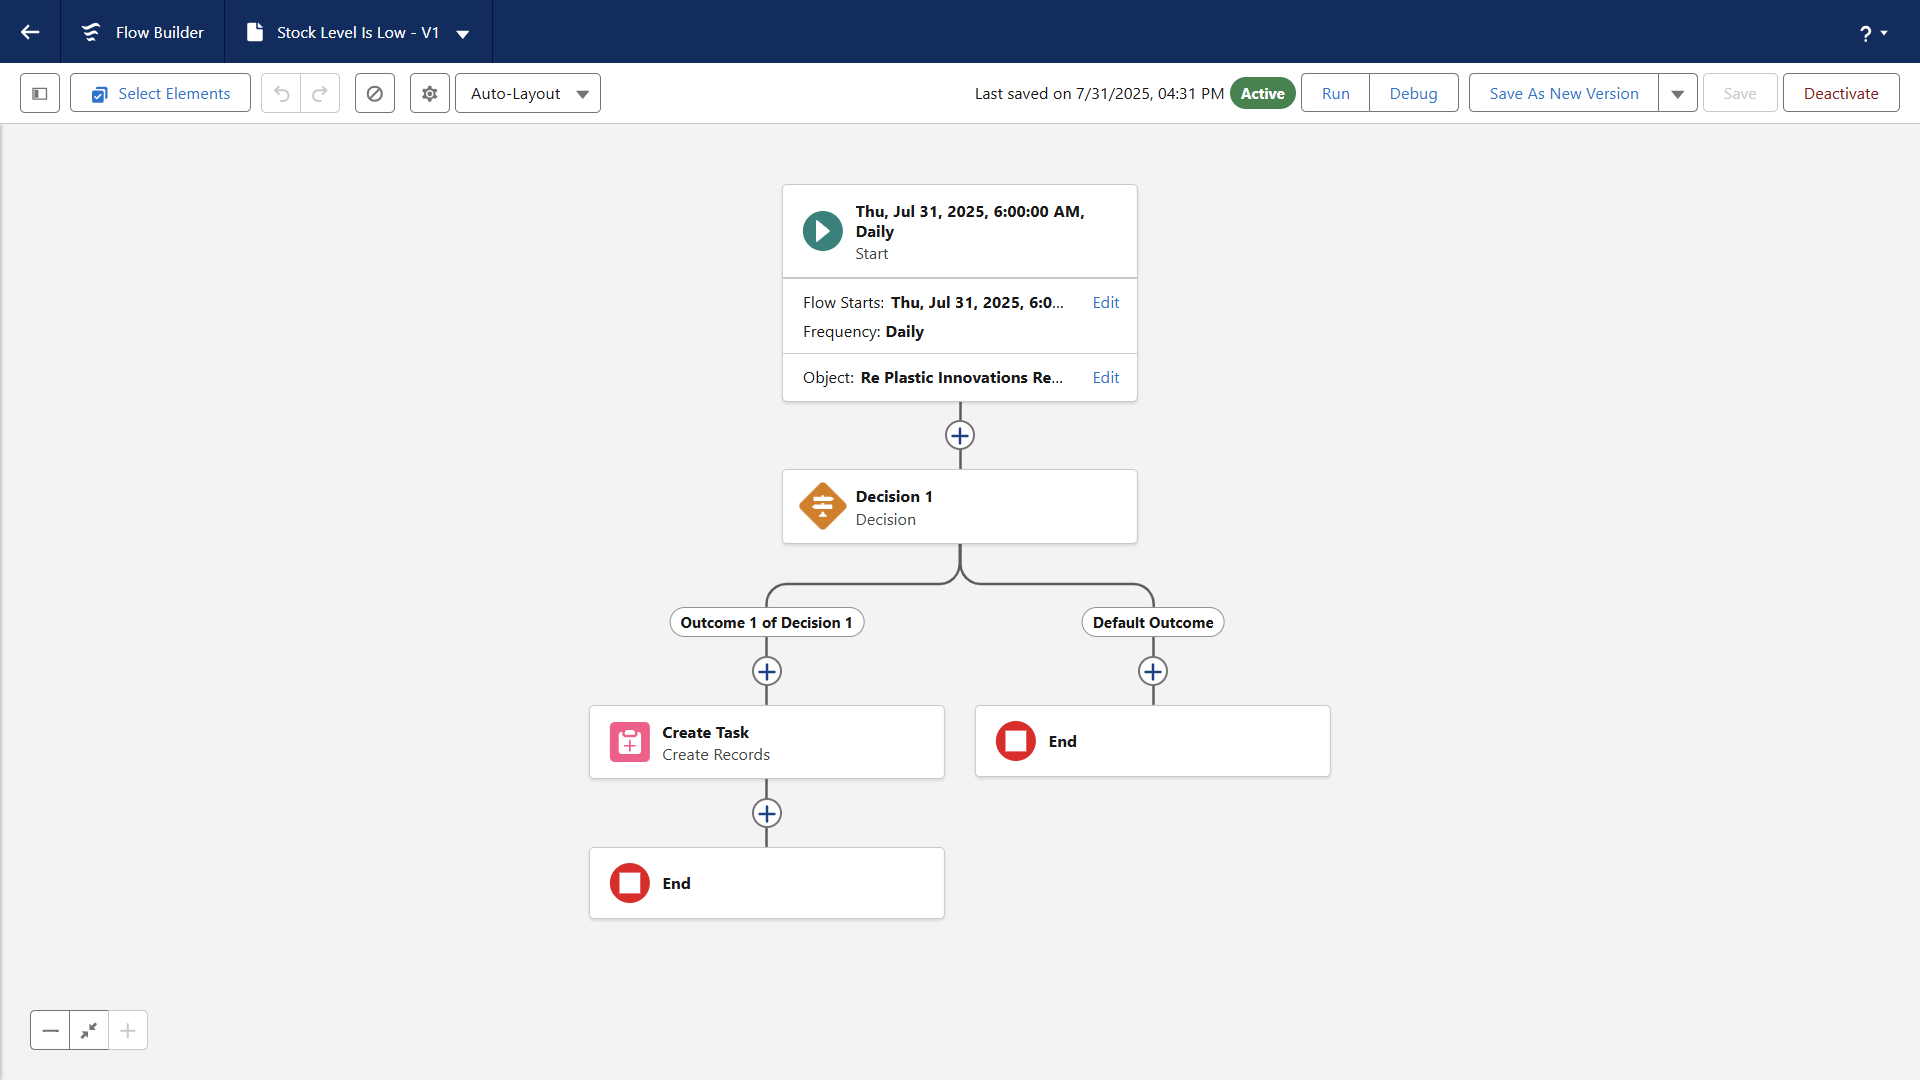 Flow Builder
Stock Level Is Low - V1
?
Select Elements
Auto-Layout
Last saved on 7/31/2025, 04:31 PM
Active
Run
Debug
Save As New Version
Save
Deactivate
Thu, Jul 31, 2025, 6:00:00 AM,
Daily
Start
Flow Starts: Thu, Jul 31, 2025, 6:0... Edit
Frequency: Daily
Object: Re Plastic Innovations Re... Edit
Decision 1
Decision
Outcome 1 of Decision 1
Default Outcome
Create Task
Create Records
End
End